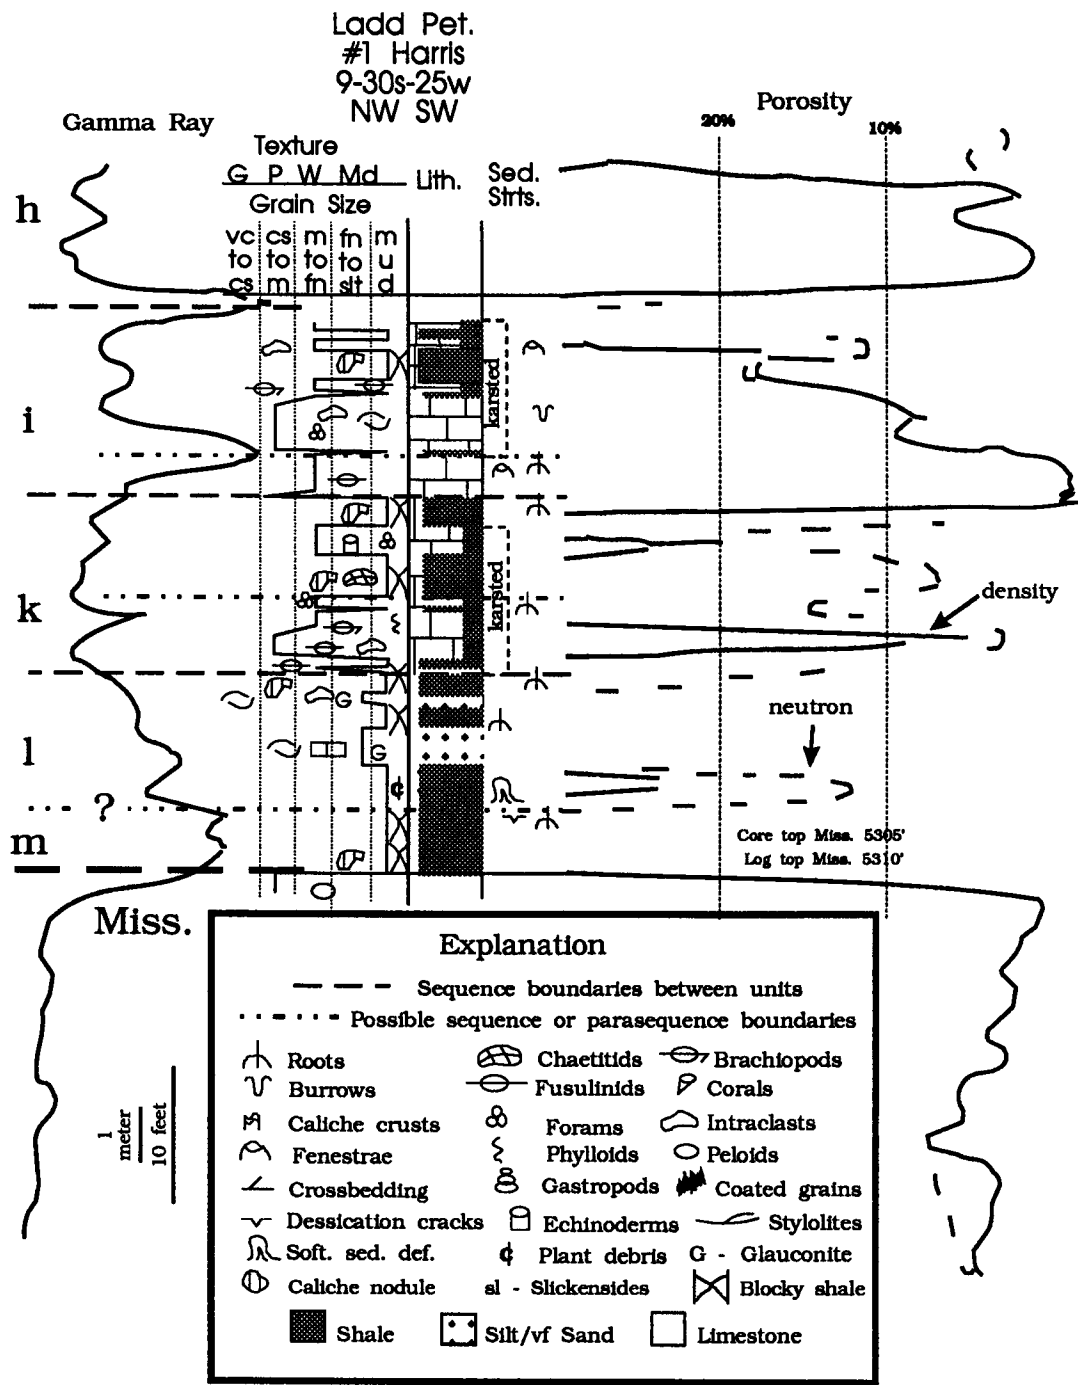 Ladd Pet.
#1 Harris
9-30s-25w
NW SW
Gamma Ray
Porosity
20%
10%
Texture
G P W Md
Lith.
Sed.
Strts.
Grain Size
vc to cs
cs to m
m to fn
fn to slt
mud
h
i
karsted
k
karsted
density
neutron
l
?
m
Core top Miss. 5305'
Log top Miss. 5310'
Miss.
G
G
1 meter
10 feet
Explanation
Sequence boundaries between units
Possible sequence or parasequence boundaries
Roots
Chaetitids
Brachiopods
Burrows
Fusulinids
Corals
Caliche crusts
Forams
Intraclasts
Fenestrae
Phylloids
Peloids
Crossbedding
Gastropods
Coated grains
Dessication cracks
Echinoderms
Stylolites
Soft. sed. def.
Plant debris
G - Glauconite
Caliche nodule
sl - Slickensides
Blocky shale
Shale
Silt/vf Sand
Limestone